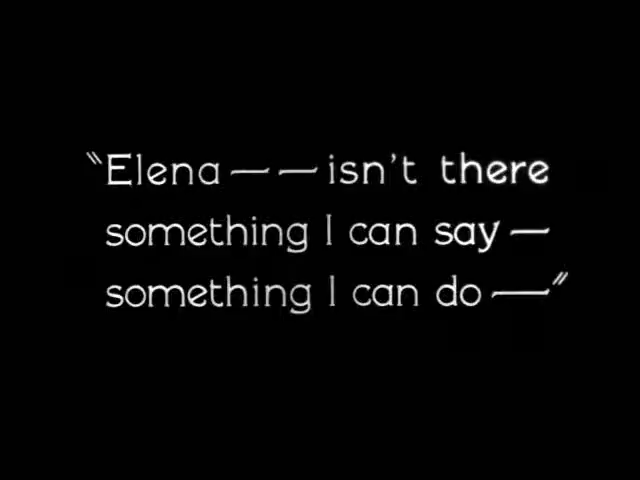 "Elena — — isn't there
something I can say —
something I can do —"